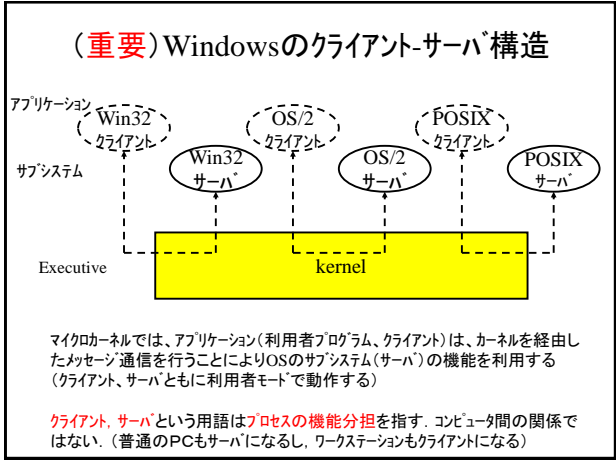 （重要）Windowsのクライアント-サーバ構造
アプリケーション
Win32
クライアント
OS/2
クライアント
POSIX
クライアント
サブシステム
Win32
サーバ
OS/2
サーバ
POSIX
サーバ
Executive
kernel
マイクロカーネルでは、アプリケーション（利用者プログラム、クライアント）は、カーネルを経由し
たメッセージ通信を行うことによりOSのサブシステム（サーバ）の機能を利用する
（クライアント、サーバともに利用者モードで動作する）
クライアント，サーバという用語はプロセスの機能分担を指す．コンピュータ間の関係で
はない．（普通のPCもサーバになるし，ワークステーションもクライアントになる）